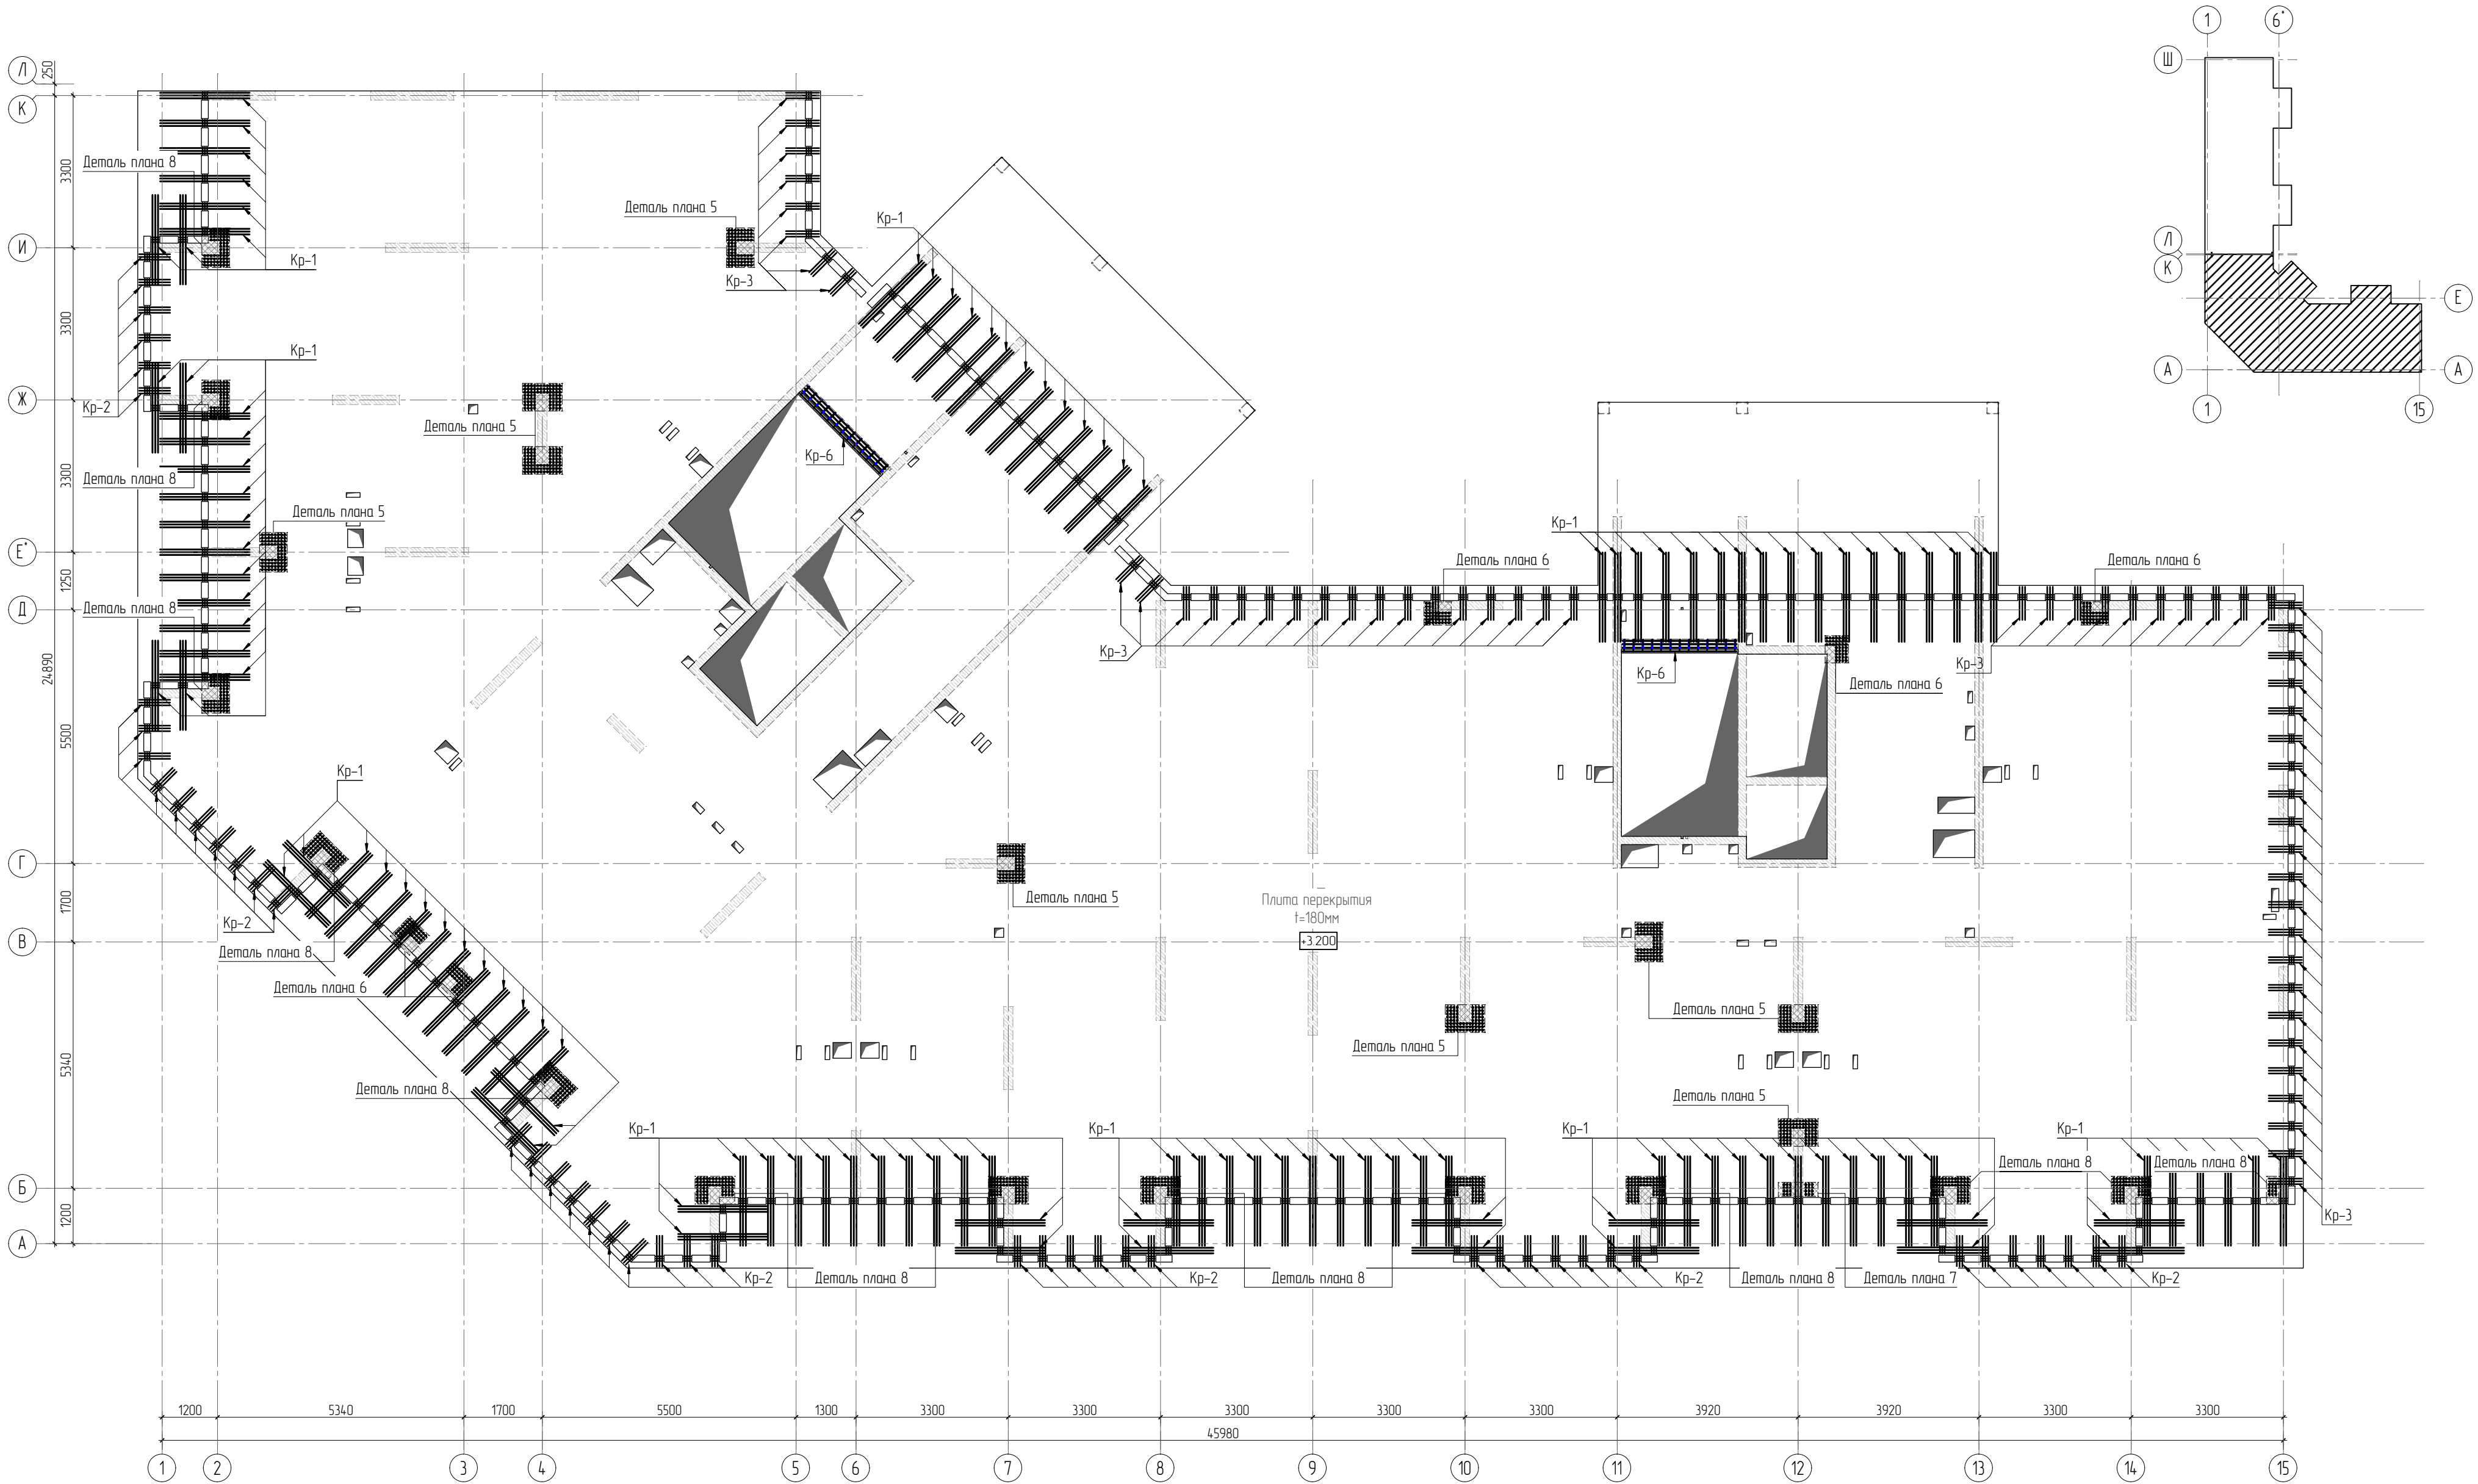 1
6*
Ш
Л
К
Е
А
А
1
15
Л
250
К
3300
Деталь плана 8
Деталь плана 5
Кр-1
И
Кр-1
Кр-3
3300
Кр-1
Ж
Кр-2
Деталь плана 5
Кр-6
3300
Деталь плана 8
Деталь плана 5
Кр-1
Е*
Деталь плана 6
Деталь плана 6
1250
Деталь плана 8
Д
Кр-3
Кр-3
Кр-6
Деталь плана 6
24890
5500
Кр-1
Г
Деталь плана 5
Плита перекрытия
t=180мм
+3.200
1700
Кр-2
В
Деталь плана 8
Деталь плана 6
Деталь плана 5
Деталь плана 5
5340
Деталь плана 8
Деталь плана 5
Кр-1
Кр-1
Кр-1
Кр-1
Деталь плана 8
Деталь плана 8
Б
1200
Кр-3
А
Кр-2
Деталь плана 8
Кр-2
Деталь плана 8
Кр-2
Деталь плана 8
Деталь плана 7
Кр-2
1200
5340
1700
5500
1300
3300
3300
3300
3300
3300
3920
3920
3300
3300
45980
1
2
3
4
5
6
7
8
9
10
11
12
13
14
15